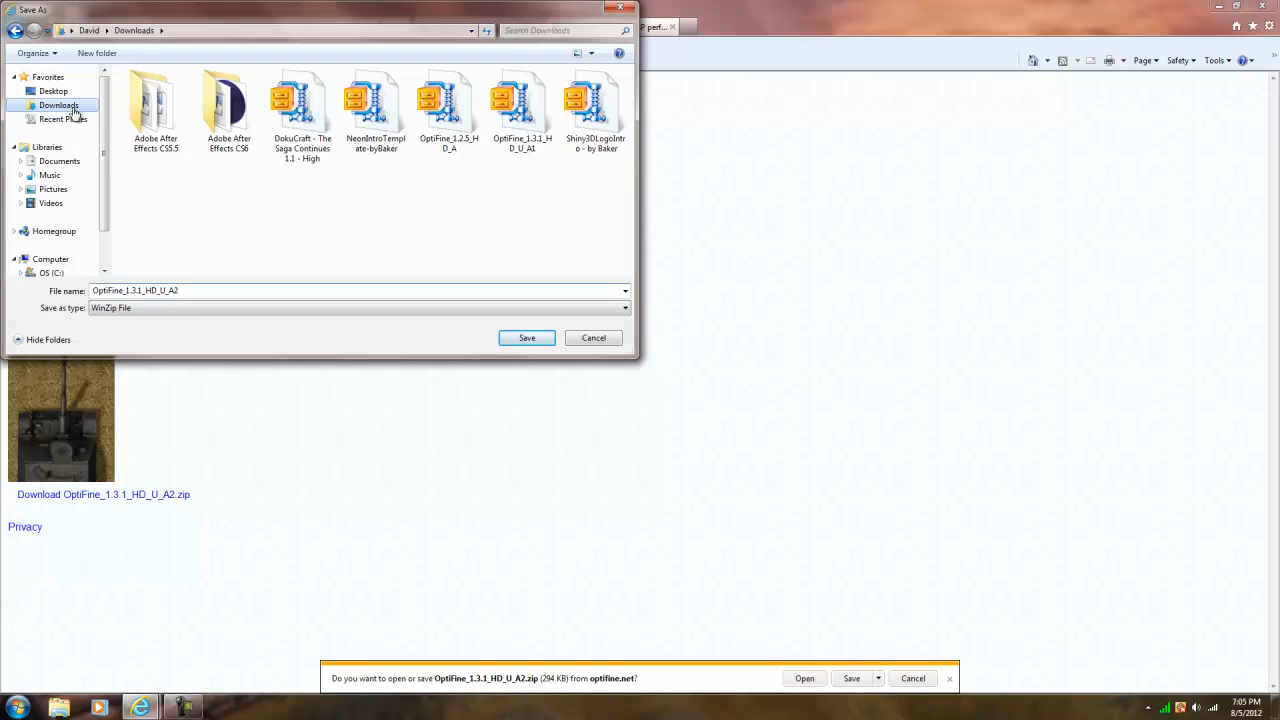 Save As
David Downloads
Search Downloads
P perf...
Organize
New folder
Page
Safety
Tools
Favorites
Desktop
Downloads
Recent Places
Libraries
Documents
Music
Pictures
Videos
Homegroup
Computer
OS (C:)
Adobe After
Effects CS5.5
Adobe After
Effects CS6
DokuCraft - The
Saga Continues
1.1 - High
NeonIntroTempl
ate-byBaker
OptiFine_1.2.5_H
D_A
OptiFine_1.3.1_H
D_U_A1
Shiny3DLogoIntr
o - by Baker
File name: OptiFine_1.3.1_HD_U_A2
Save as type: WinZip File
Hide Folders
Save
Cancel
Download OptiFine_1.3.1_HD_U_A2.zip
Privacy
Do you want to open or save OptiFine_1.3.1_HD_U_A2.zip (294 KB) from optifine.net?
Open
Save
Cancel
7:05 PM
8/5/2012